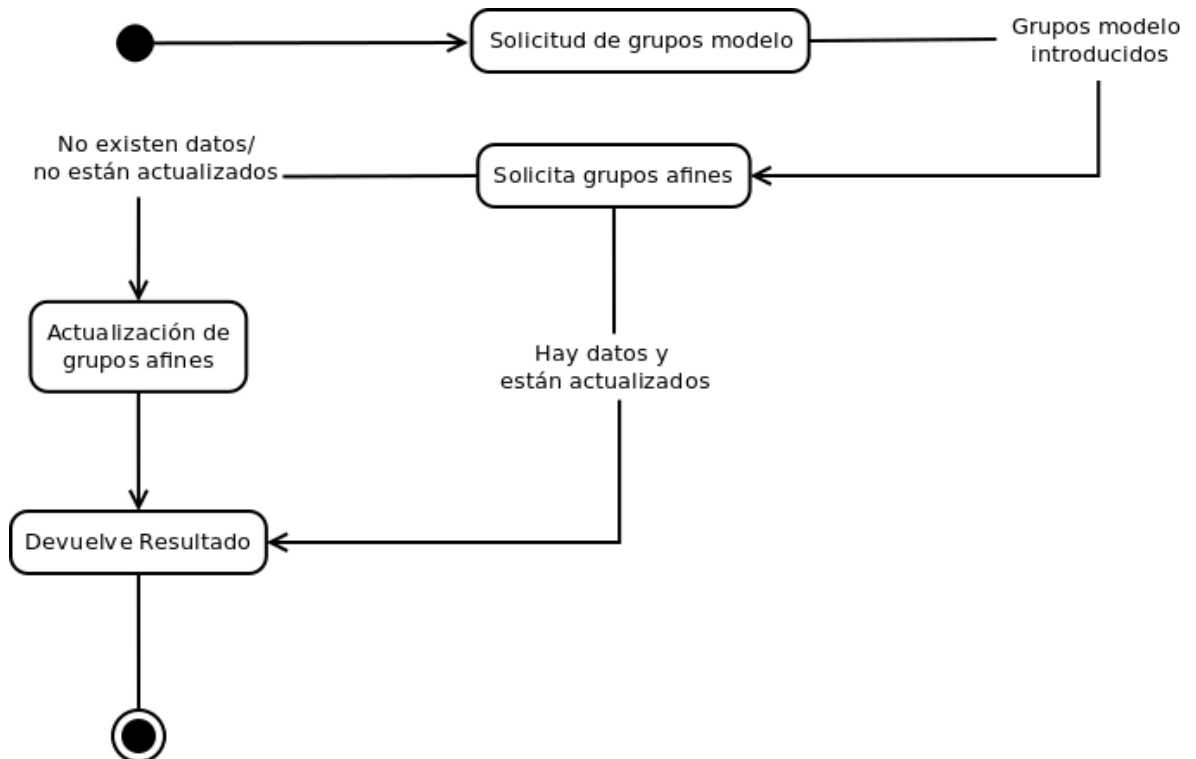 Solicitud de grupos modelo
Grupos modelo
introducidos
No existen datos/
no están actualizados
Solicita grupos afines
Actualización de
grupos afines
Hay datos y
están actualizados
Devuelve Resultado